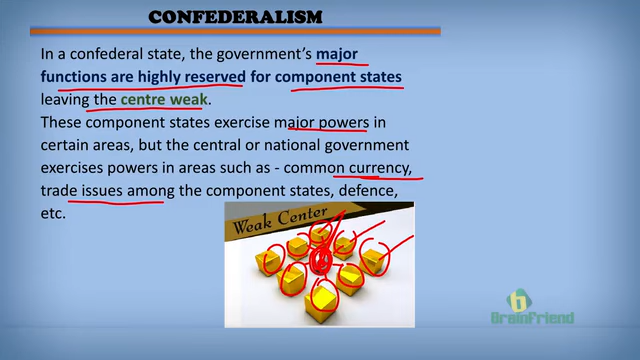 CONFEDERALISM
In a confederal state, the government's major
functions are highly reserved for component states
leaving the centre weak.
These component states exercise major powers in
certain areas, but the central or national government
exercises powers in areas such as - common currency,
trade issues among the component states, defence,
etc.
Weak Center
b
BrainFriend